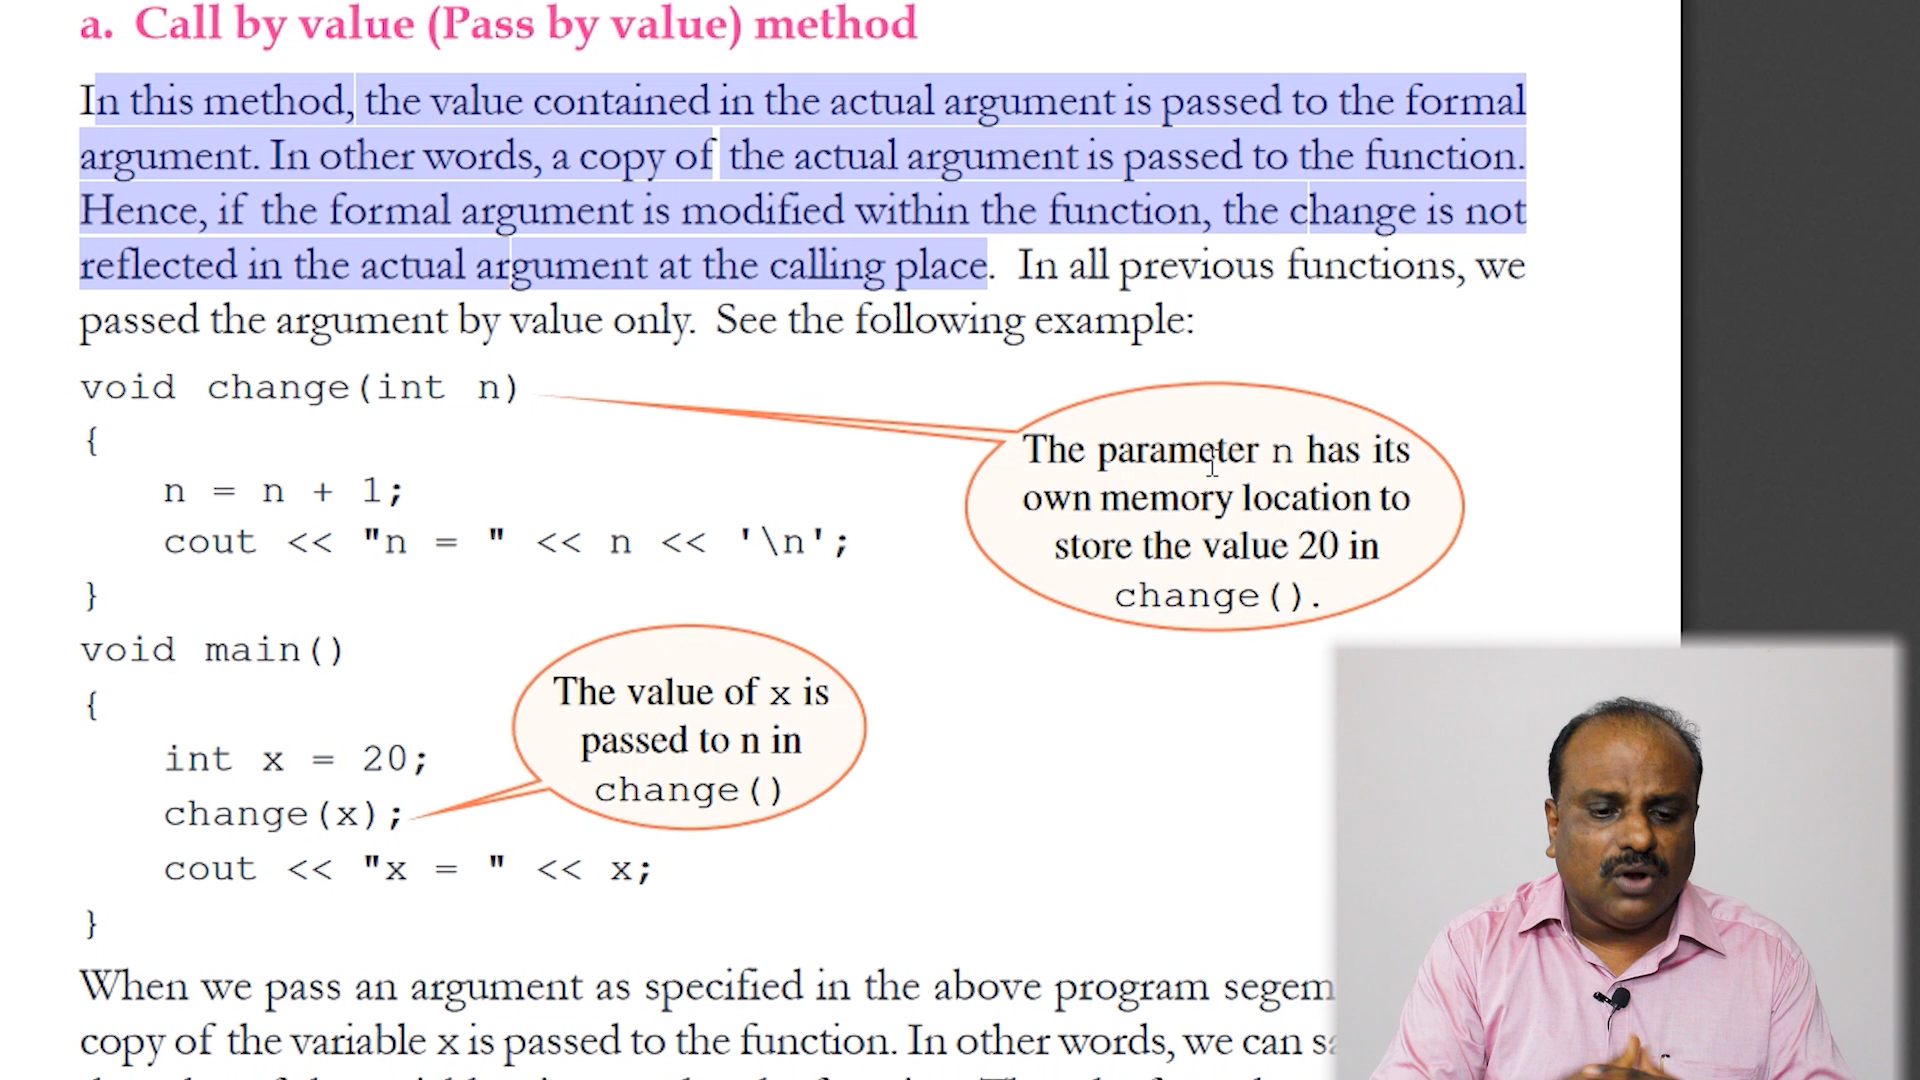 a. Call by value (Pass by value) method
In this method, the value contained in the actual argument is passed to the formal
argument. In other words, a copy of the actual argument is passed to the function.
Hence, if the formal argument is modified within the function, the change is not
reflected in the actual argument at the calling place. In all previous functions, we
passed the argument by value only. See the following example:
void change(int n)
{
n = n + 1;
cout << "n = " << n << '\n';
}
The parameter n has its
own memory location to
store the value 20 in
change().
void main()
{
int x = 20;
change(x);
cout << "x = " << x;
}
The value of x is
passed to n in
change()
When we pass an argument as specified in the above program segem
copy of the variable x is passed to the function. In other words, we can sa